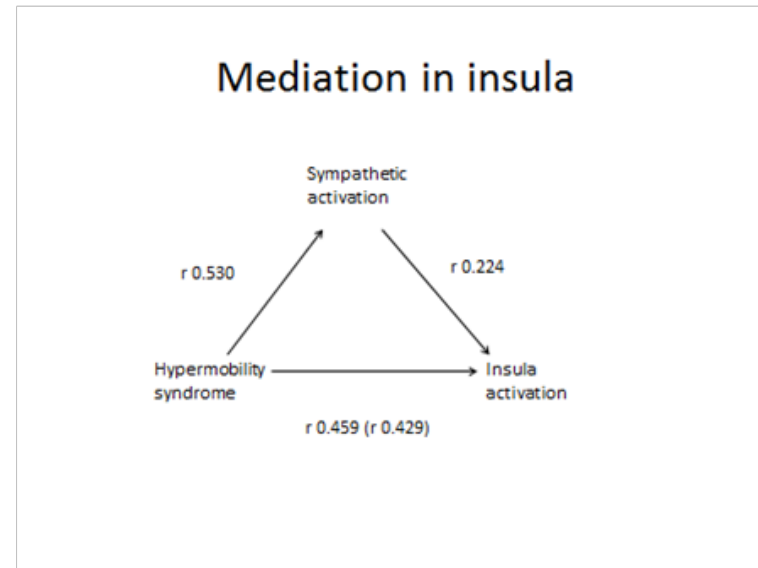 Mediation in insula
Sympathetic
activation
r 0.530
r 0.224
Hypermobility
syndrome
Insula
activation
r 0.459 (r 0.429)